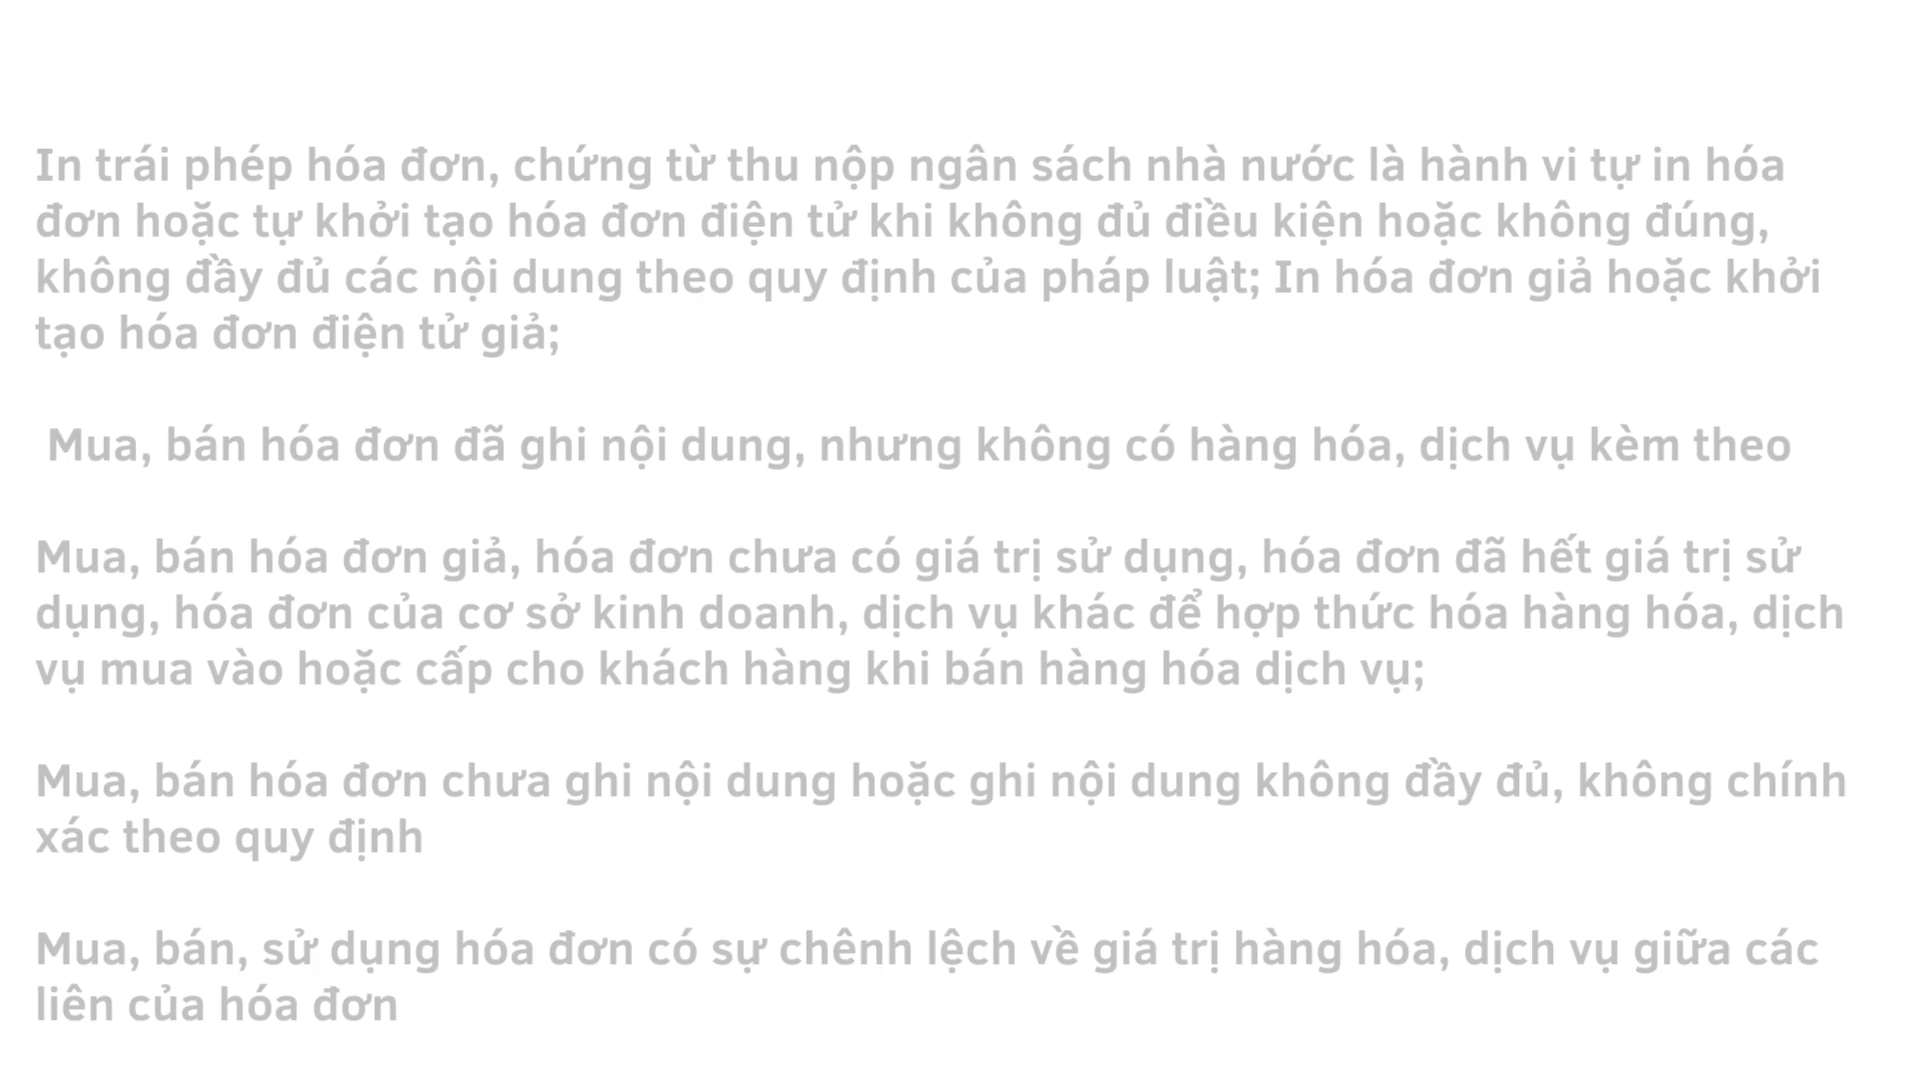 In trái phép hóa đơn, chứng từ thu nộp ngân sách nhà nước là hành vi tự in hóa
đơn hoặc tự khởi tạo hóa đơn điện tử khi không đủ điều kiện hoặc không đúng,
không đầy đủ các nội dung theo quy định của pháp luật; In hóa đơn giả hoặc khởi
tạo hóa đơn điện tử giả;
Mua, bán hóa đơn đã ghi nội dung, nhưng không có hàng hóa, dịch vụ kèm theo
Mua, bán hóa đơn giả, hóa đơn chưa có giá trị sử dụng, hóa đơn đã hết giá trị sử
dụng, hóa đơn của cơ sở kinh doanh, dịch vụ khác để hợp thức hóa hàng hóa, dịch
vụ mua vào hoặc cấp cho khách hàng khi bán hàng hóa dịch vụ;
Mua, bán hóa đơn chưa ghi nội dung hoặc ghi nội dung không đầy đủ, không chính
xác theo quy định
Mua, bán, sử dụng hóa đơn có sự chênh lệch về giá trị hàng hóa, dịch vụ giữa các
liên của hóa đơn